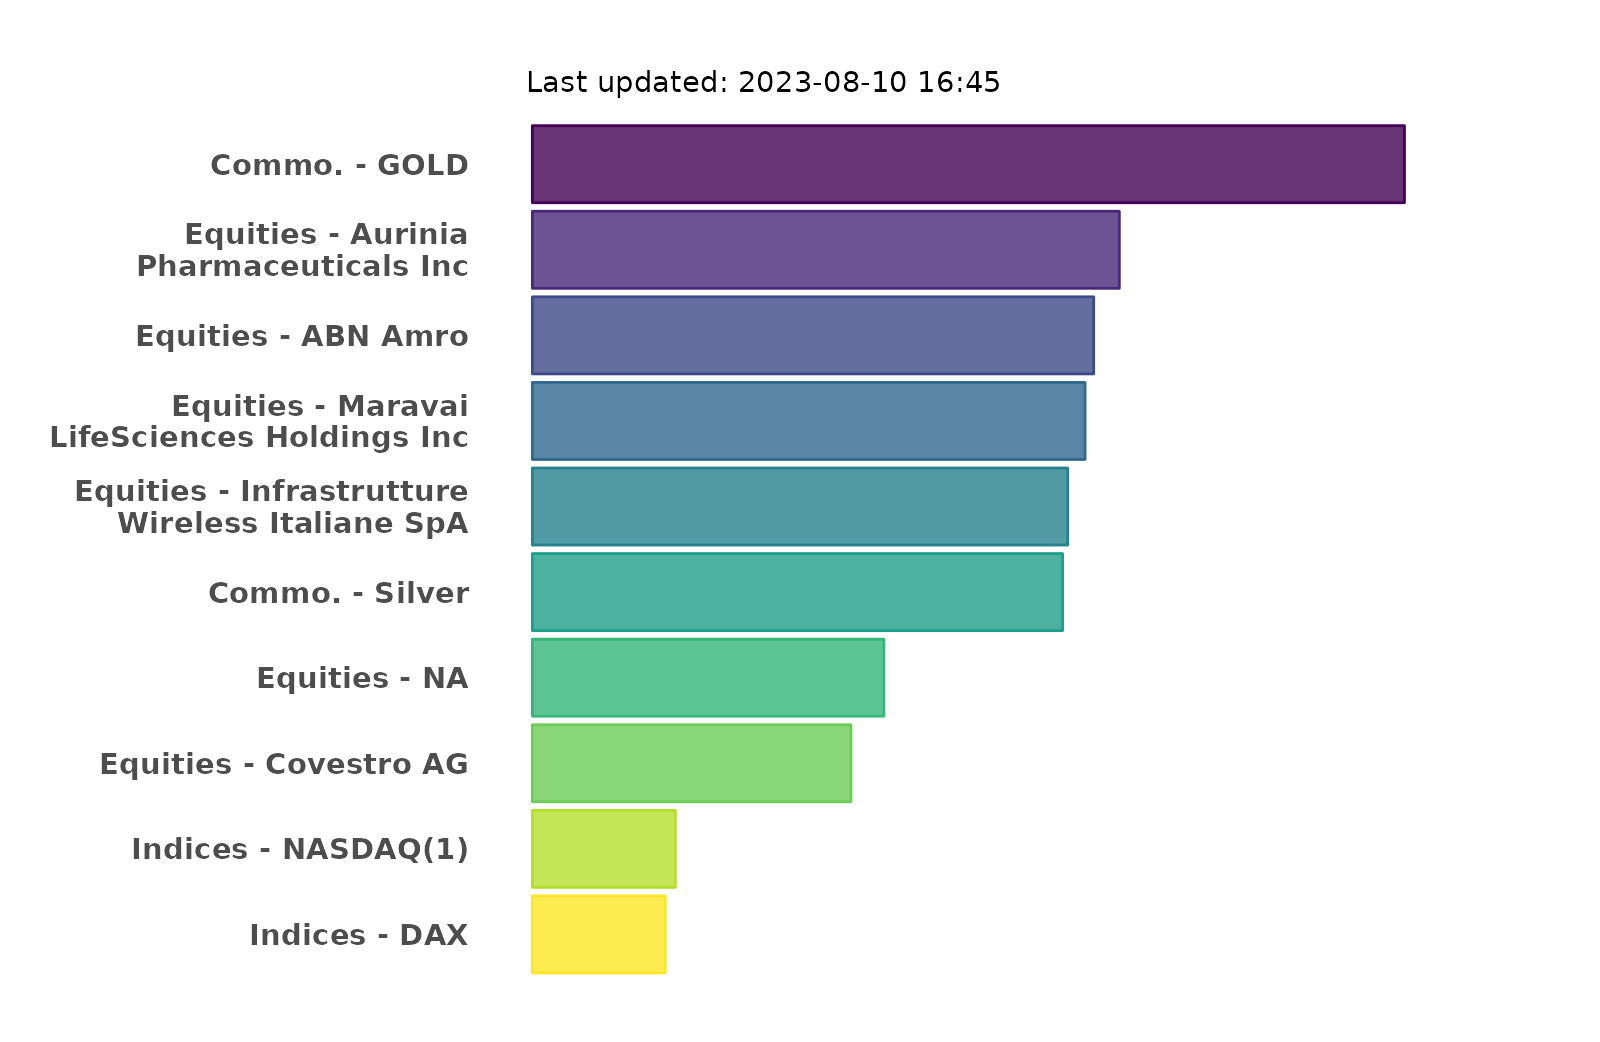 Last updated: 2023-08-10 16:45
Commo. - GOLD
Equities - Aurinia
Pharmaceuticals Inc
Equities - ABN Amro
Equities - Maravai
LifeSciences Holdings Inc
Equities - Infrastrutture
Wireless Italiane SpA
Commo. - Silver
Equities - NA
Equities - Covestro AG
Indices - NASDAQ(1)
Indices - DAX